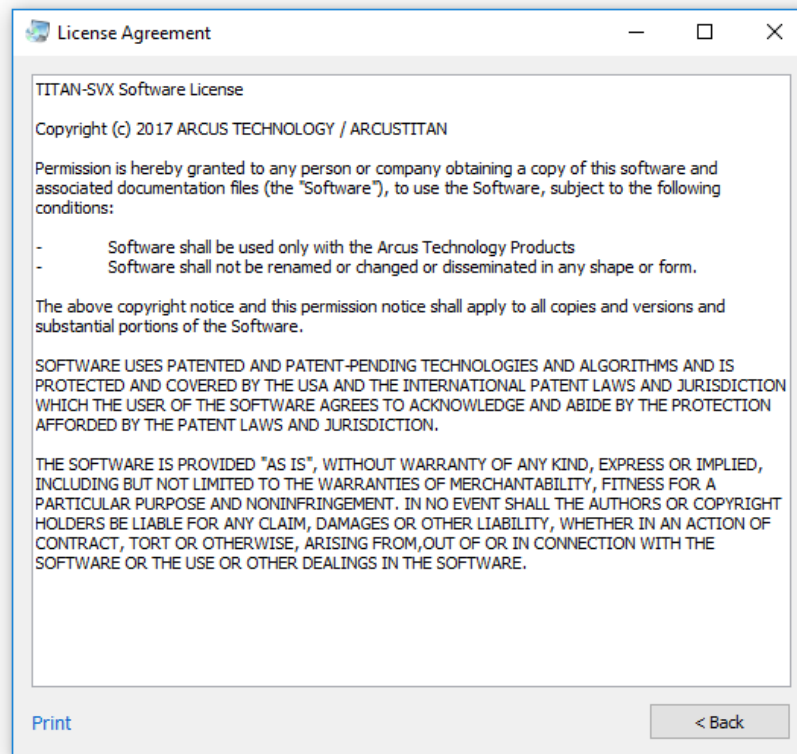 License Agreement
TITAN-SVX Software License
Copyright (c) 2017 ARCUS TECHNOLOGY / ARCUSTITAN
Permission is hereby granted to any person or company obtaining a copy of this software and
associated documentation files (the "Software"), to use the Software, subject to the following
conditions:
- Software shall be used only with the Arcus Technology Products
- Software shall not be renamed or changed or disseminated in any shape or form.
The above copyright notice and this permission notice shall apply to all copies and versions and
substantial portions of the Software.
SOFTWARE USES PATENTED AND PATENT-PENDING TECHNOLOGIES AND ALGORITHMS AND IS
PROTECTED AND COVERED BY THE USA AND THE INTERNATIONAL PATENT LAWS AND JURISDICTION
WHICH THE USER OF THE SOFTWARE AGREES TO ACKNOWLEDGE AND ABIDE BY THE PROTECTION
AFFORDED BY THE PATENT LAWS AND JURISDICTION.
THE SOFTWARE IS PROVIDED "AS IS", WITHOUT WARRANTY OF ANY KIND, EXPRESS OR IMPLIED,
INCLUDING BUT NOT LIMITED TO THE WARRANTIES OF MERCHANTABILITY, FITNESS FOR A
PARTICULAR PURPOSE AND NONINFRINGEMENT. IN NO EVENT SHALL THE AUTHORS OR COPYRIGHT
HOLDERS BE LIABLE FOR ANY CLAIM, DAMAGES OR OTHER LIABILITY, WHETHER IN AN ACTION OF
CONTRACT, TORT OR OTHERWISE, ARISING FROM,OUT OF OR IN CONNECTION WITH THE
SOFTWARE OR THE USE OR OTHER DEALINGS IN THE SOFTWARE.
Print
< Back